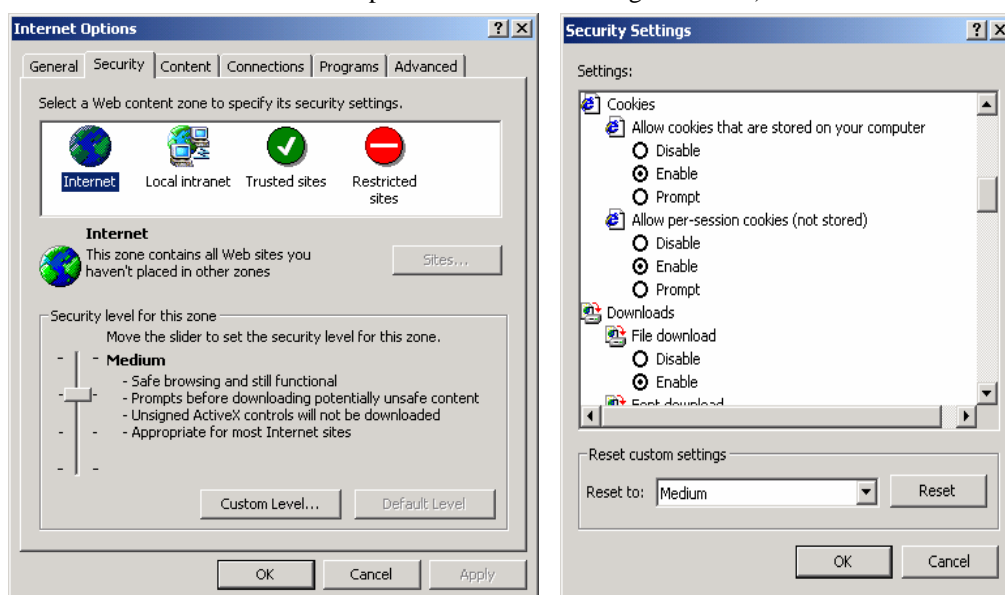 Internet Options
General Security Content Connections Programs Advanced
Select a Web content zone to specify its security settings.
Internet Local intranet Trusted sites Restricted
sites
Internet
This zone contains all Web sites you
haven't placed in other zones
Sites...
Security level for this zone
Move the slider to set the security level for this zone.
Medium
- Safe browsing and still functional
- Prompts before downloading potentially unsafe content
- Unsigned ActiveX controls will not be downloaded
- Appropriate for most Internet sites
Custom Level... Default Level
OK Cancel Apply
Security Settings
Settings:
Cookies
Allow cookies that are stored on your computer
Disable
Enable
Prompt
Allow per-session cookies (not stored)
Disable
Enable
Prompt
Downloads
File download
Disable
Enable
Font download
Reset custom settings
Reset to: Medium Reset
OK Cancel